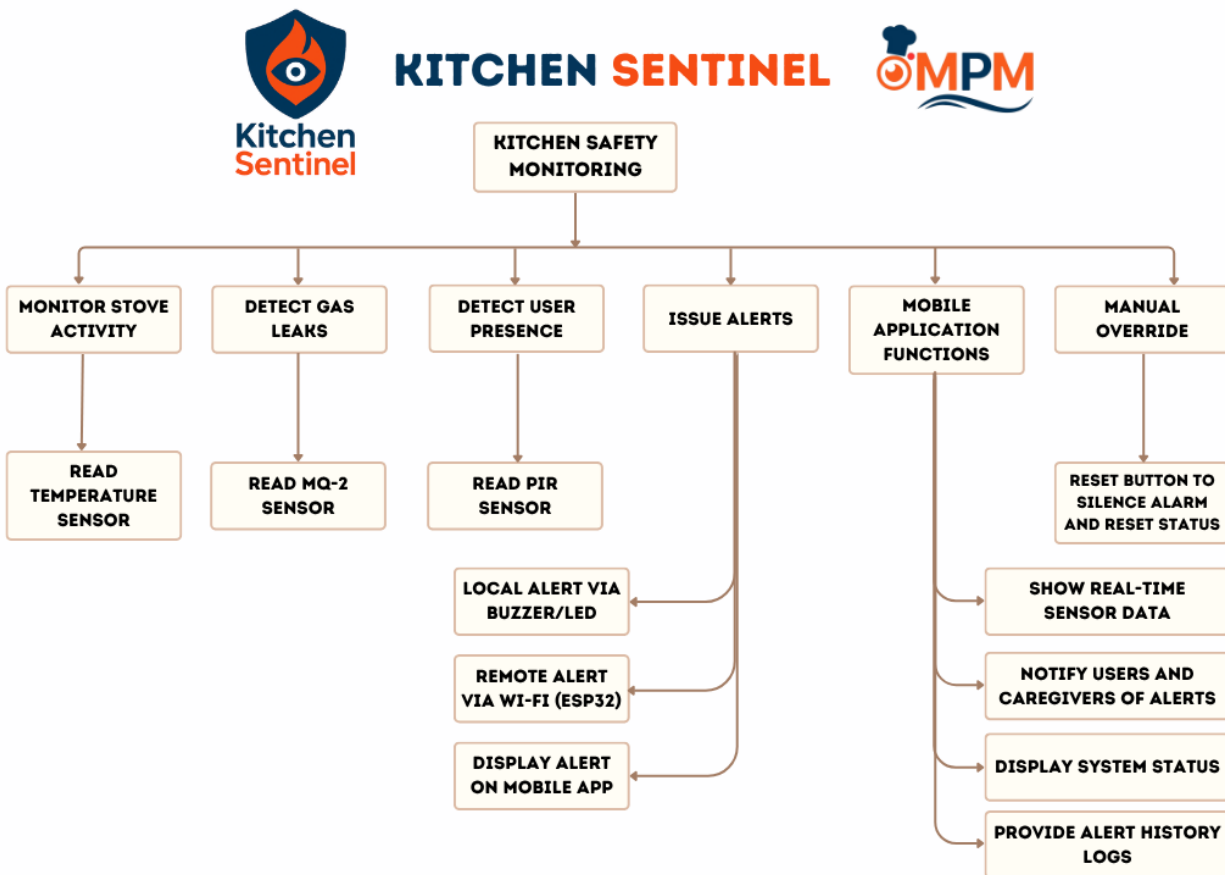 KITCHEN SENTINEL
MPM
Kitchen
Sentinel
KITCHEN SAFETY
MONITORING
MONITOR STOVE
ACTIVITY
DETECT GAS
LEAKS
DETECT USER
PRESENCE
ISSUE ALERTS
MOBILE
APPLICATION
FUNCTIONS
MANUAL
OVERRIDE
READ
TEMPERATURE
SENSOR
READ MQ-2
SENSOR
READ PIR
SENSOR
RESET BUTTON TO
SILENCE ALARM
AND RESET STATUS
LOCAL ALERT VIA
BUZZER/LED
REMOTE ALERT
VIA WI-FI (ESP32)
DISPLAY ALERT
ON MOBILE APP
SHOW REAL-TIME
SENSOR DATA
NOTIFY USERS AND
CAREGIVERS OF ALERTS
DISPLAY SYSTEM STATUS
PROVIDE ALERT HISTORY
LOGS